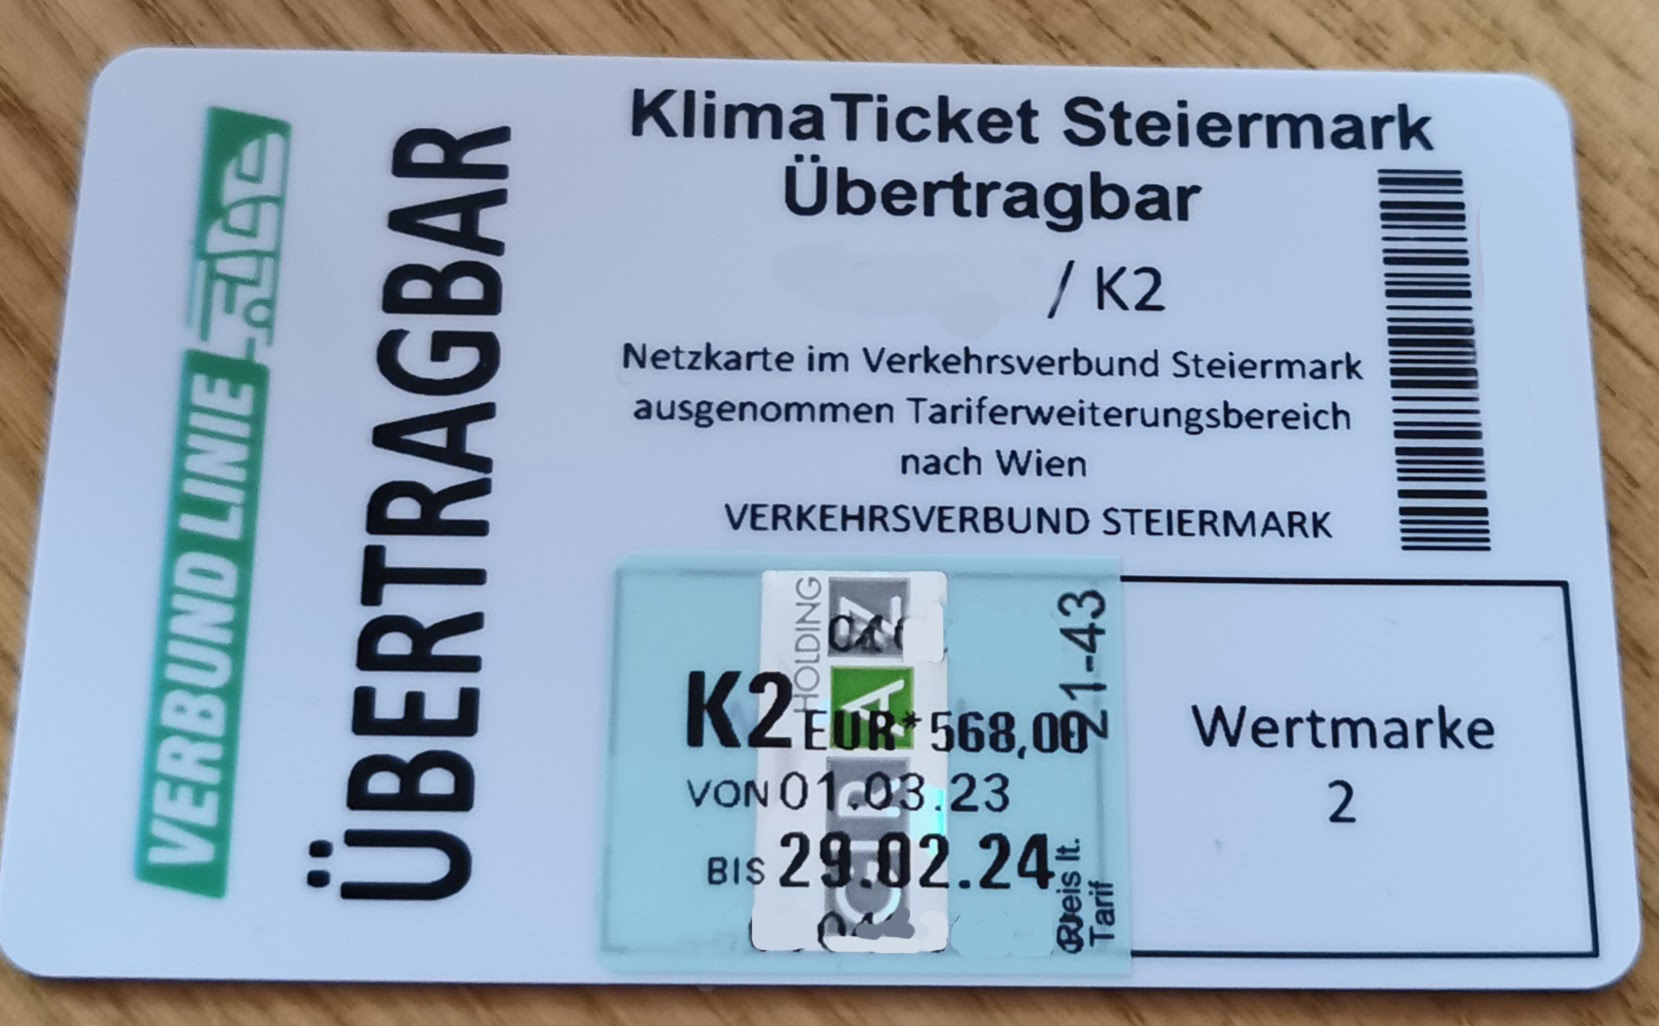 VERBUND LINIE
ÜBERTRAGBAR
KlimaTicket Steiermark
Übertragbar
/ K2
Netzkarte im Verkehrsverbund Steiermark
ausgenommen Tariferweiterungsbereich
nach Wien
VERKEHRSVERBUND STEIERMARK
HOLDING
GRAZ
K2 EUR*568,00
VON 01.03.23
BIS 29.02.24
21-43
lt.
Tarif
Wertmarke
2